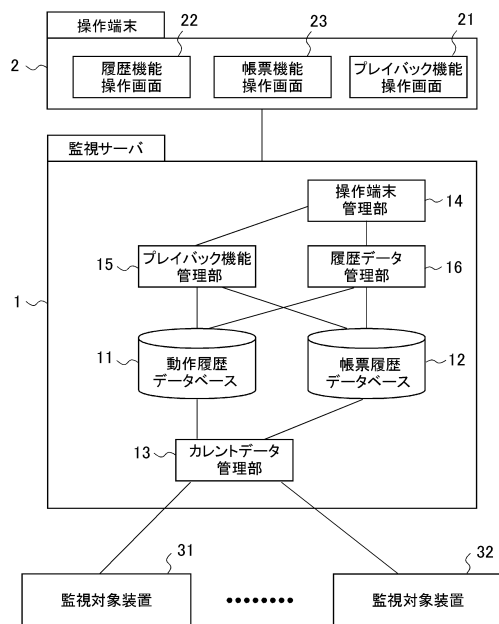 操作端末
22
23
21
2
履歴機能
操作画面
帳票機能
操作画面
プレイバック機能
操作画面
監視サーバ
操作端末
管理部
14
15
プレイバック機能
管理部
履歴データ
管理部
16
1
11
動作履歴
データベース
帳票履歴
データベース
12
13
カレントデータ
管理部
31
32
監視対象装置
監視対象装置